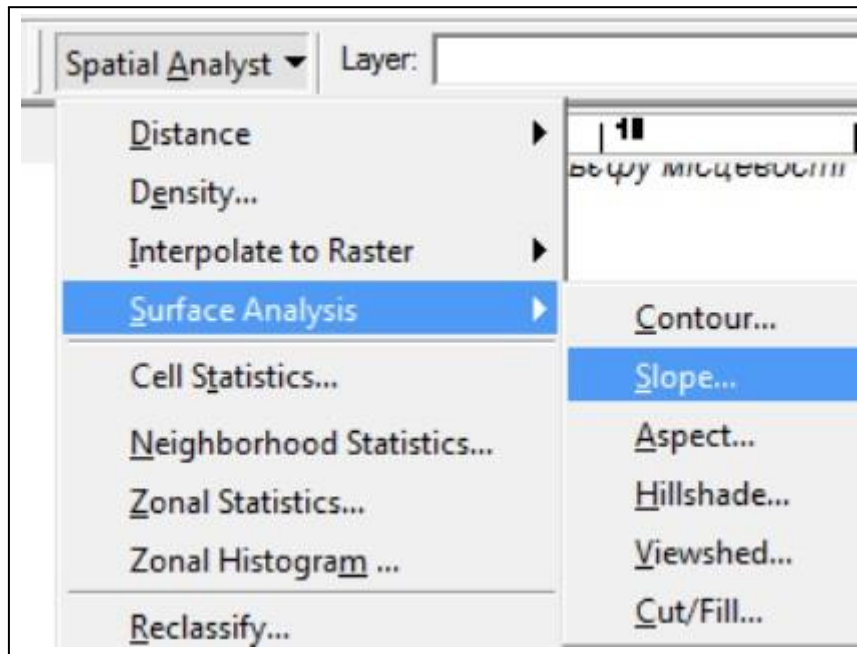 Spatial Analyst Layer:
Distance
Density...
Interpolate to Raster
Surface Analysis
Cell Statistics...
Neighborhood Statistics...
Zonal Statistics...
Zonal Histogram ...
Reclassify...
місцевості
Contour...
Slope...
Aspect...
Hillshade...
Viewshed...
Cut/Fill...